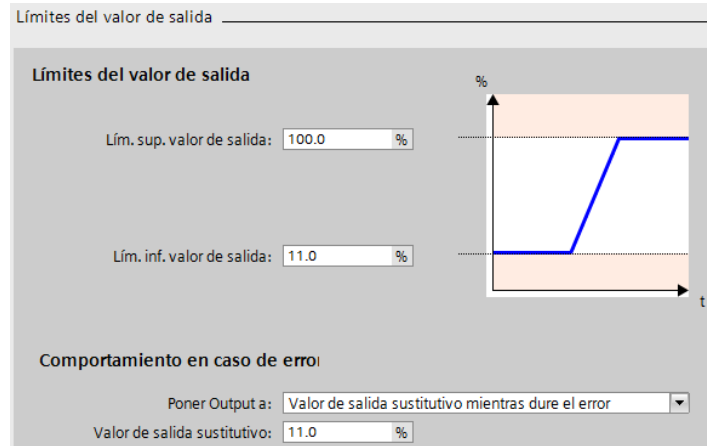 Límites del valor de salida
Límites del valor de salida
%
Lím. sup. valor de salida: 100.0 %
Lím. inf. valor de salida: 11.0 %
t
Comportamiento en caso de error
Poner Output a: Valor de salida sustitutivo mientras dure el error
Valor de salida sustitutivo: 11.0 %